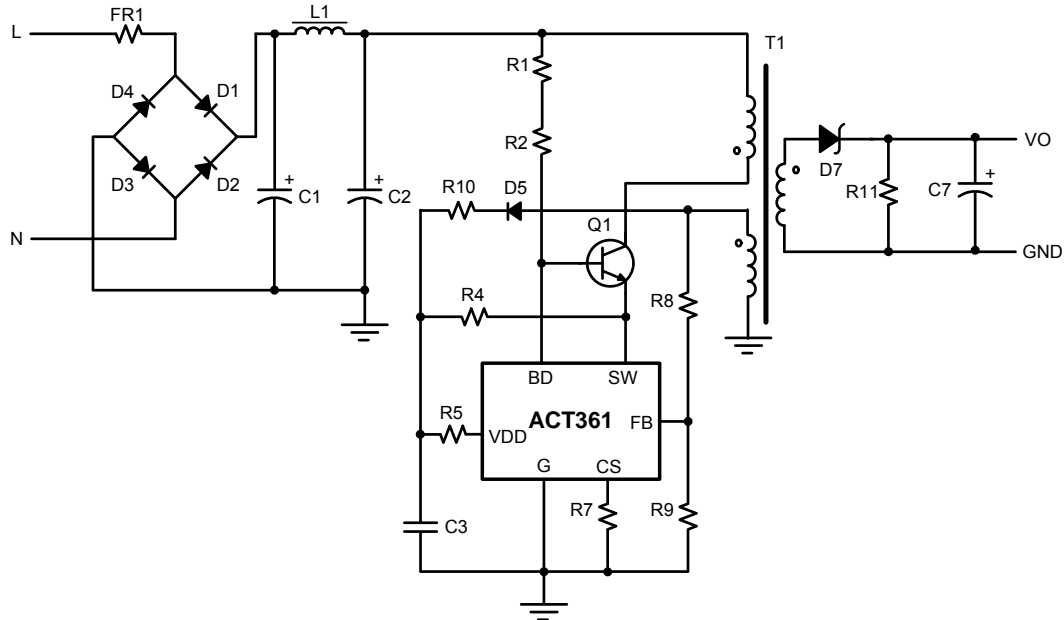 L
FR1
L1
T1
R1
D4
D1
R2
VO
D3
D2
D7
R10
D5
R11
C7
C1
C2
Q1
N
GND
R4
R8
BD
SW
R5
ACT361
FB
VDD
G
CS
R7
R9
C3
+
+
+